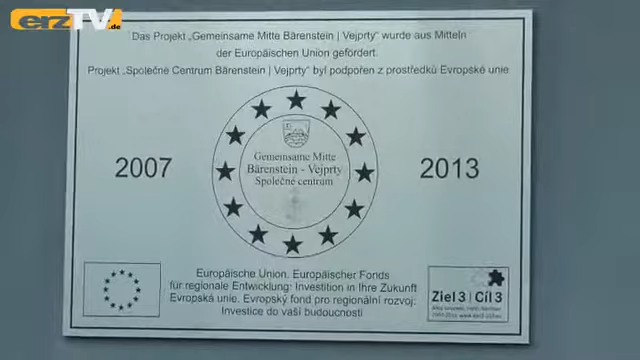 erzTV.de
Das Projekt „Gemeinsame Mitte Bärenstein | Vejprty“ wurde aus Mitteln
der Europäischen Union gefördert.
Projekt „Společné Centrum Bärenstein | Vejprty“ byl podpořen z prostředků Evropské unie
2007
Gemeinsame Mitte
Bärenstein - Vejprty
Společné centrum
2013
Europäische Union. Europäischer Fonds
für regionale Entwicklung: Investition in Ihre Zukunft
Evropská unie. Evropský fond pro regionální rozvoj:
Investice do vaší budoucnosti
Ziel 3 | Cíl 3